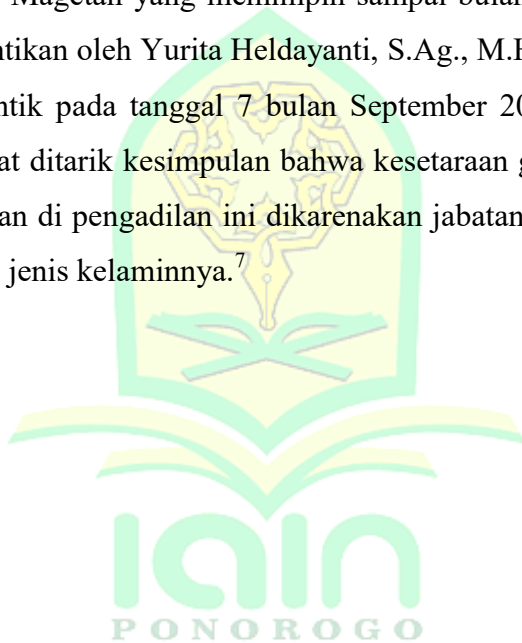 Magetan yang memimpin sampai bulan
ntikan oleh Yurita Heldayanti, S.Ag., M.H
ntik pada tanggal 7 bulan September 20
at ditarik kesimpulan bahwa kesetaraan g
an di pengadilan ini dikarenakan jabatan
jenis kelaminnya.7
IAIN
PONOROGO